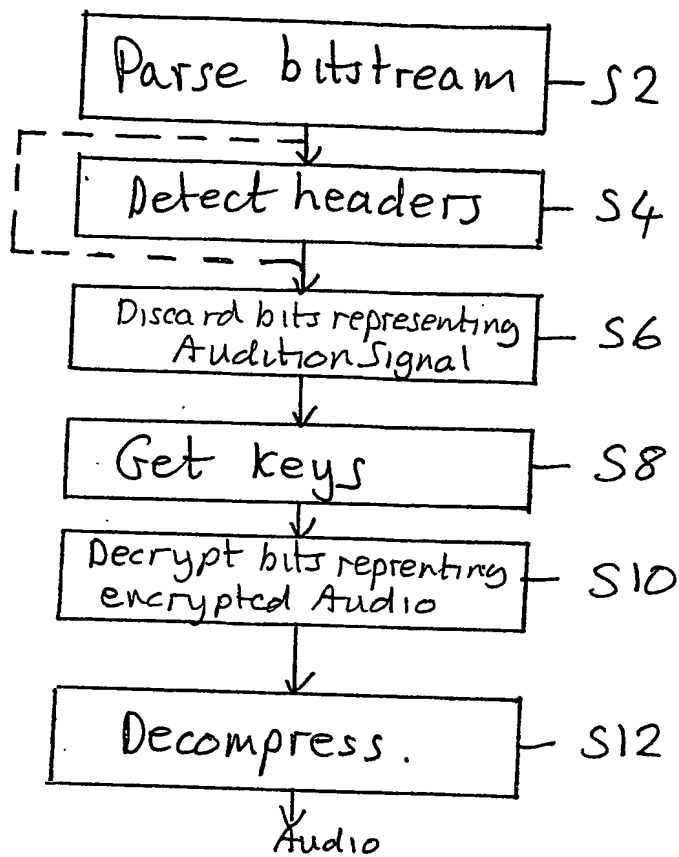 Parse bitstream
S2
Detect headers
S4
Discard bits representing
Audition Signal
S6
Get keys
S8
Decrypt bits reprenting
encrypted Audio
S10
Decompress.
S12
Audio